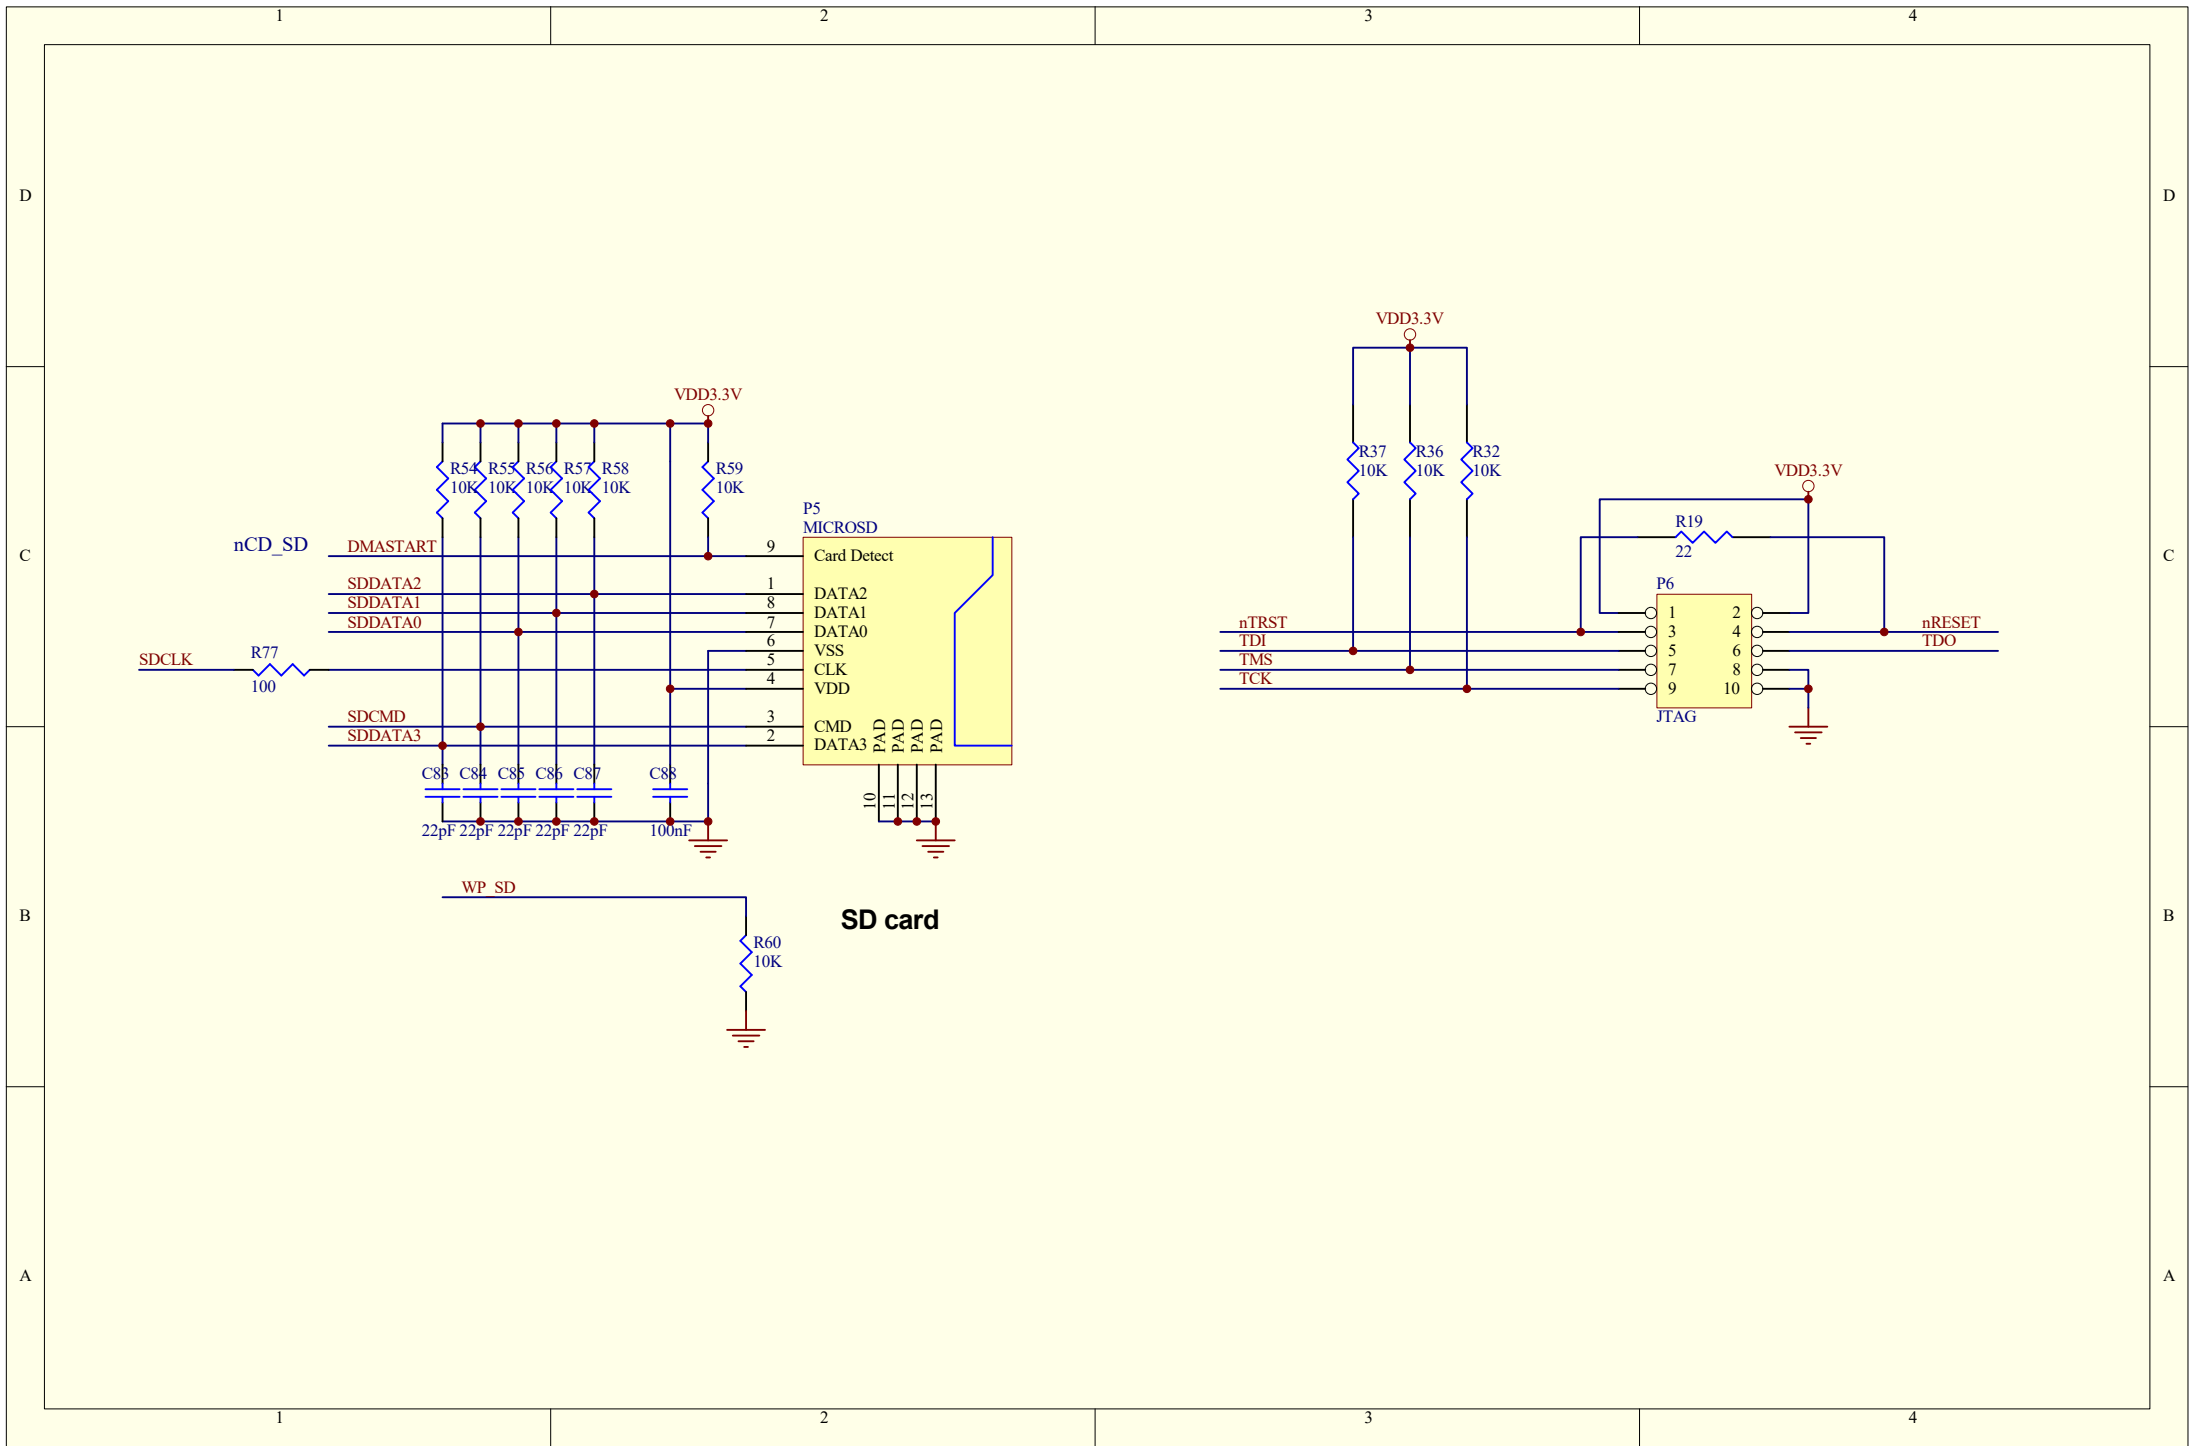 1 2 3 4
D D
VDD3.3V
VDD3.3V
R37 R36 R32
10K 10K 10K
R54 R55 R56 R57 R58 R59
10K 10K 10K 10K 10K 10K
VDD3.3V
P5
MICROSD
R19
22
C C
nCD_SD DMASTART 9 Card Detect
SDDATA2 1 DATA2
SDDATA1 8 DATA1
SDDATA0 7 DATA0
6 VSS
SDCLK R77 5 CLK
100 4 VDD
SDCMD 3 CMD
SDDATA3 2 DATA3
PAD PAD PAD PAD
10 11 12 13
P6
1 2
nTRST 3 4 nRESET
TDI 5 6 TDO
TMS 7 8
TCK 9 10
JTAG
C83 C84 C85 C86 C87 C88
22pF 22pF 22pF 22pF 22pF 100nF
WP_SD
SD card
B B
R60
10K
A A
1 2 3 4